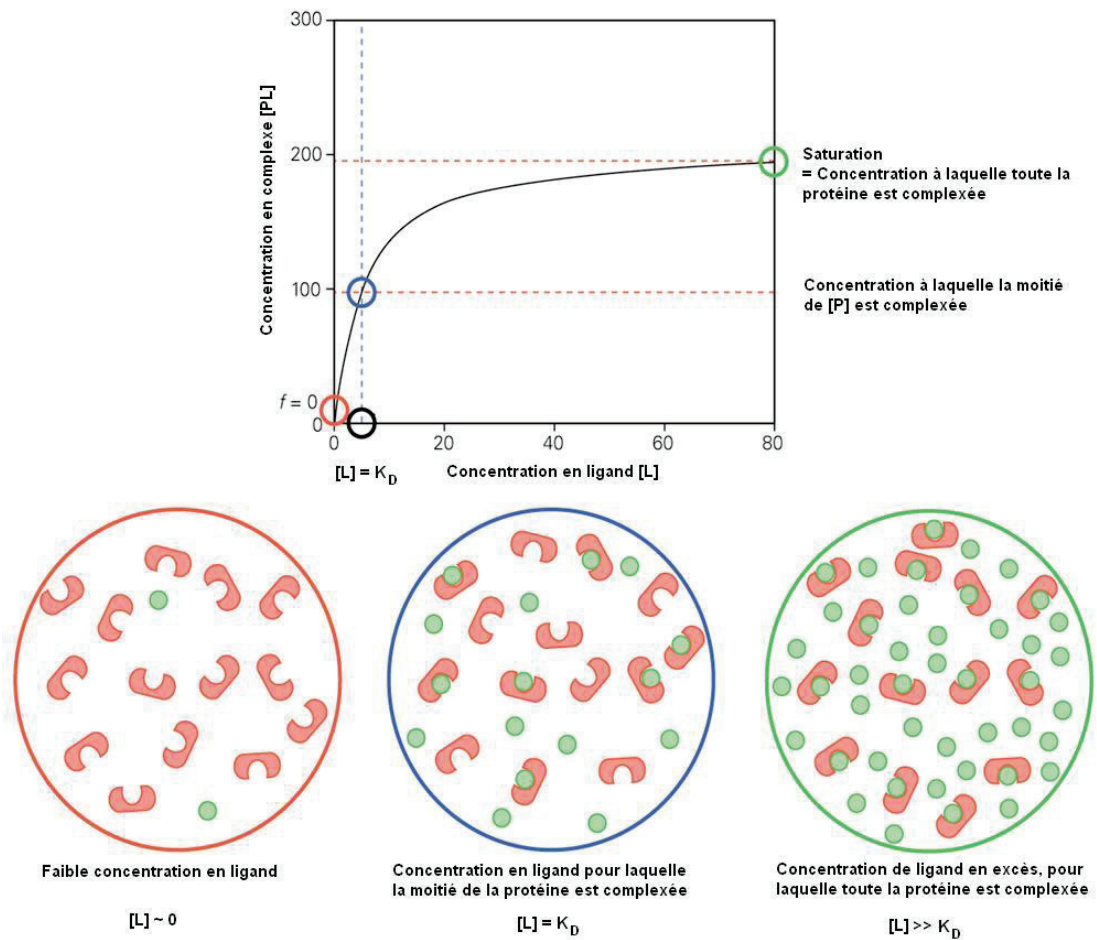 300
200
100
0
f = 0
Concentration en complexe [PL]
0
20
40
60
80
[L] = K_D
Concentration en ligand [L]
Saturation
= Concentration à laquelle toute la
protéine est complexée
Concentration à laquelle la moitié
de [P] est complexée
Faible concentration en ligand
[L] ~ 0
Concentration en ligand pour laquelle
la moitié de la protéine est complexée
[L] = K_D
Concentration de ligand en excès, pour
laquelle toute la protéine est complexée
[L] >> K_D